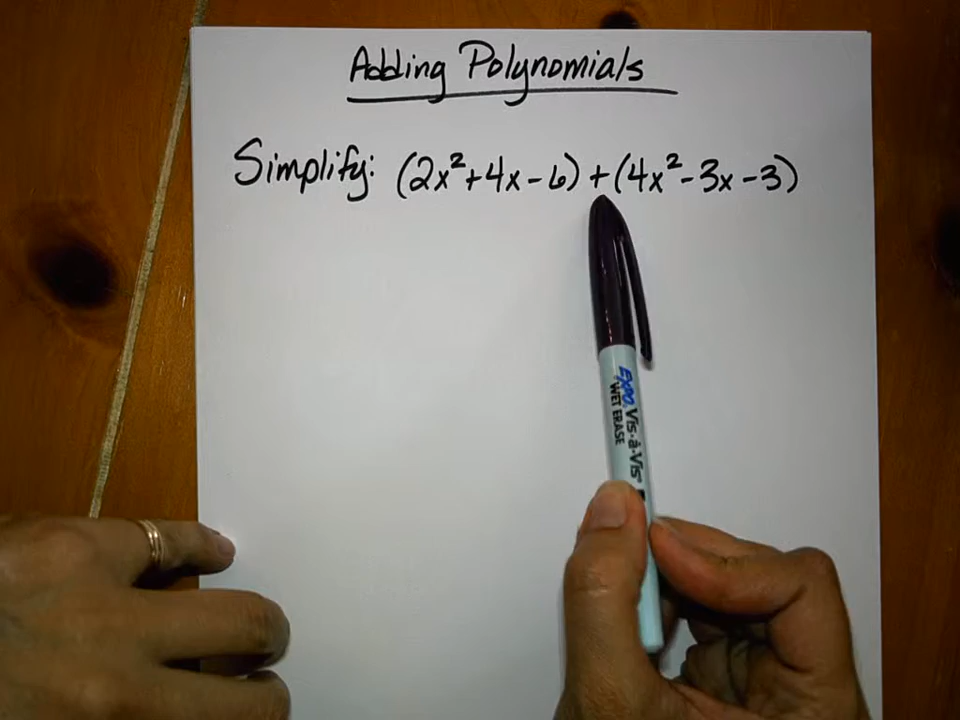 Adding Polynomials
Simplify: (2x²+4x-6) + (4x²-3x-3)
EXPO Vis-à-Vis
WET ERASE